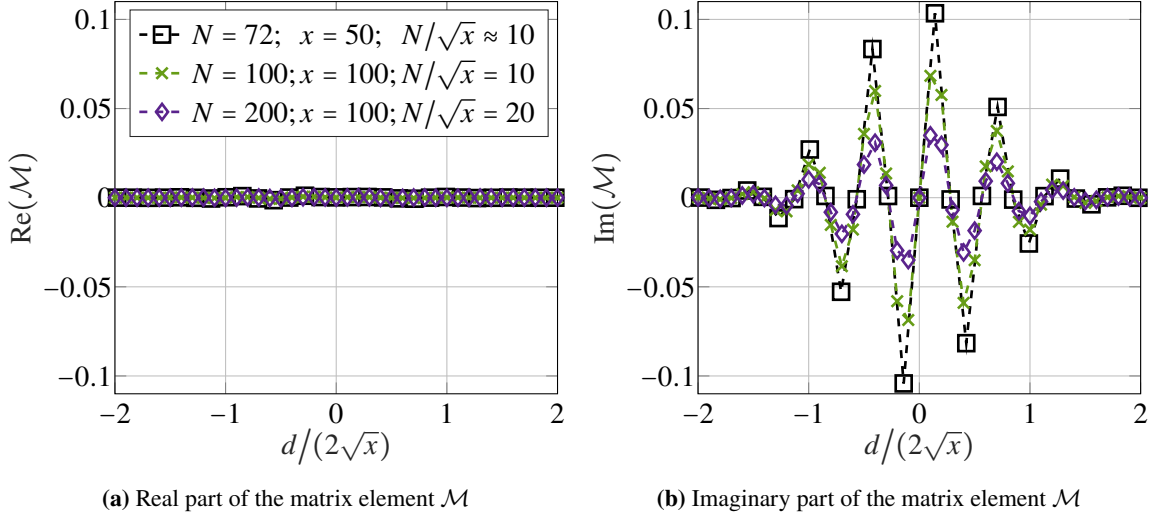 0.1
0.05
0
−0.05
−0.1
−2
−1
0
1
2
Re(ℳ)
d/(2√x)
N = 72; x = 50; N/√x ≈ 10
N = 100; x = 100; N/√x = 10
N = 200; x = 100; N/√x = 20
(a) Real part of the matrix element ℳ
0.1
0.05
0
−0.05
−0.1
−2
−1
0
1
2
Im(ℳ)
d/(2√x)
(b) Imaginary part of the matrix element ℳ